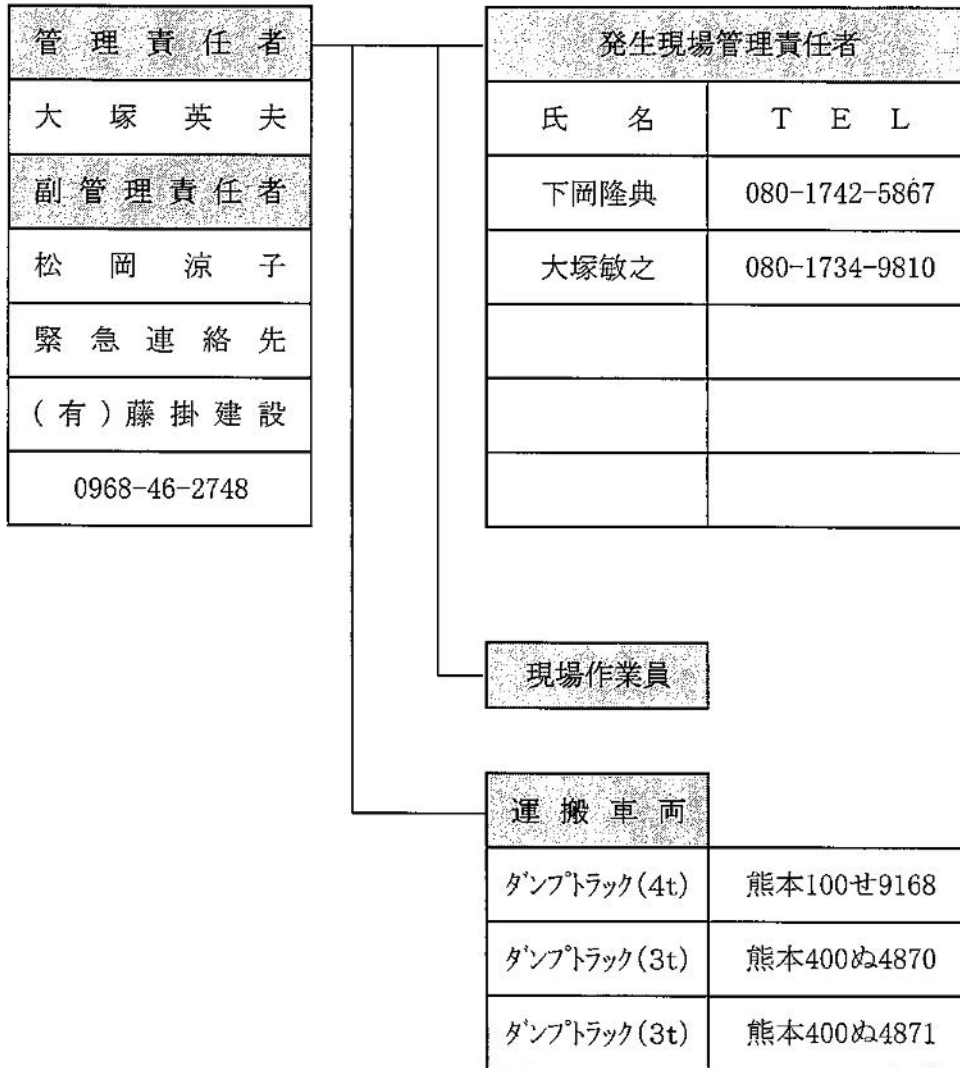 管理責任者
大塚英夫
副管理責任者
松岡涼子
緊急連絡先
(有)藤掛建設
0968-46-2748
発生現場管理責任者
氏名 TEL
下岡隆典 080-1742-5867
大塚敏之 080-1734-9810
現場作業員
運搬車両
ダンプトラック(4t) 熊本100せ9168
ダンプトラック(3t) 熊本400ぬ4870
ダンプトラック(3t) 熊本400ぬ4871